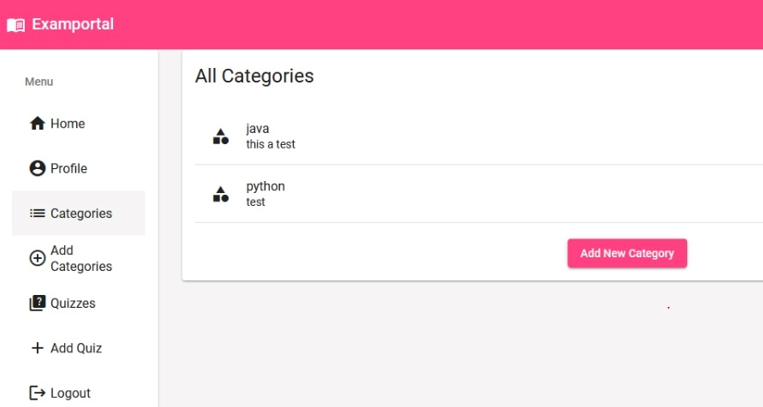 Examportal
Menu
Home
Profile
Categories
Add
Categories
Quizzes
Add Quiz
Logout
All Categories
java
this a test
python
test
Add New Category